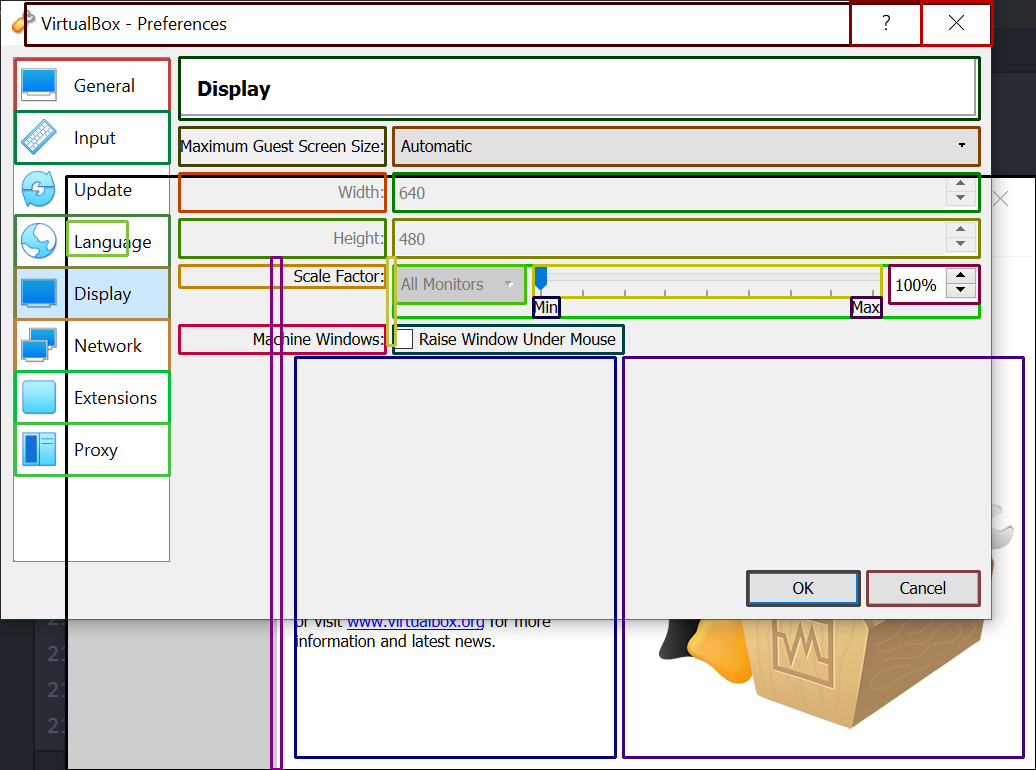 VirtualBox - Preferences
?
General
Display
Input
Maximum Guest Screen Size: Automatic
Update
Width: 640
Language
Height: 480
Display
Scale Factor: All Monitors 100%
Min Max
Network
Machine Windows: Raise Window Under Mouse
Extensions
Proxy
OK Cancel
or visit www.virtualbox.org for more
information and latest news.